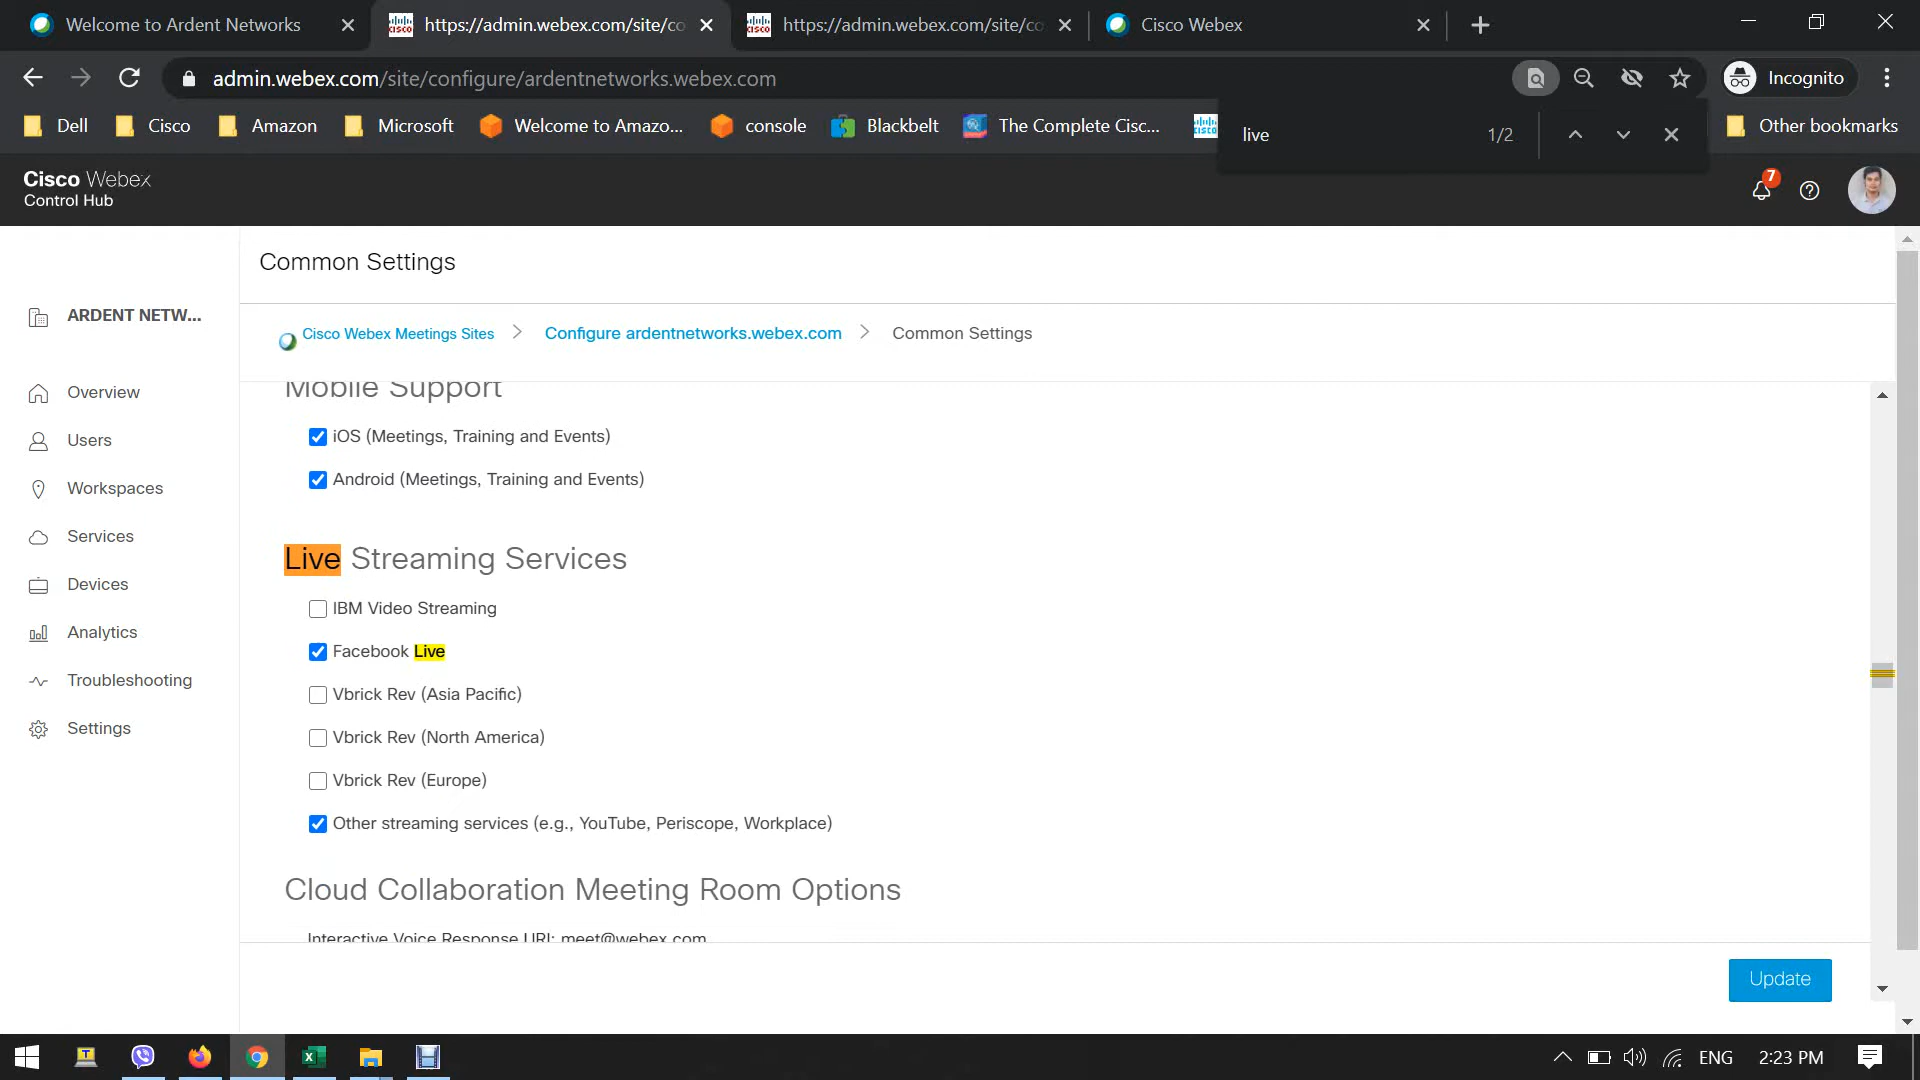 Welcome to Ardent Networks
https://admin.webex.com/site/co
https://admin.webex.com/site/co
Cisco Webex
admin.webex.com/site/configure/ardentnetworks.webex.com
Incognito
Dell
Cisco
Amazon
Microsoft
Welcome to Amazo...
console
Blackbelt
The Complete Cisc...
live
1/2
Other bookmarks
Cisco Webex
Control Hub
7
Common Settings
ARDENT NETW...
Cisco Webex Meetings Sites
Configure ardentnetworks.webex.com
Common Settings
Overview
Users
Workspaces
Services
Devices
Analytics
Troubleshooting
Settings
Mobile Support
iOS (Meetings, Training and Events)
Android (Meetings, Training and Events)
Live Streaming Services
IBM Video Streaming
Facebook Live
Vbrick Rev (Asia Pacific)
Vbrick Rev (North America)
Vbrick Rev (Europe)
Other streaming services (e.g., YouTube, Periscope, Workplace)
Cloud Collaboration Meeting Room Options
Interactive Voice Response URI: meet@webex.com
Update
ENG
2:23 PM